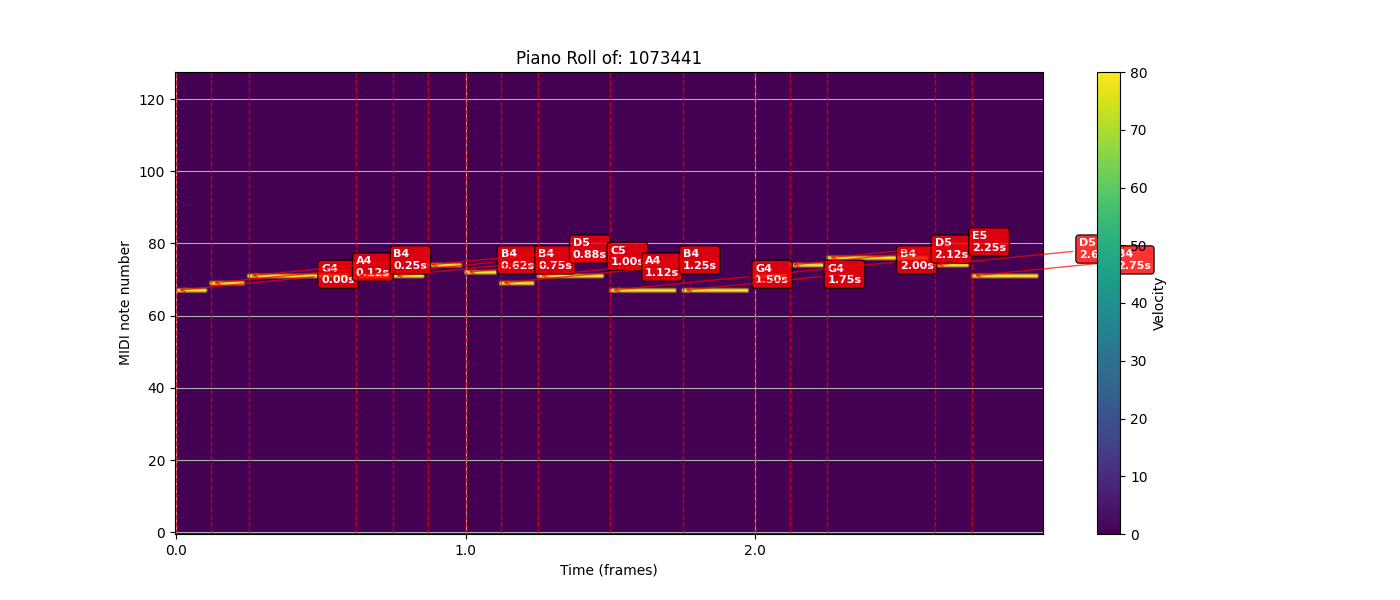 Piano Roll of: 1073441
MIDI note number
120
100
80
60
40
20
0
G4
0.00s
A4
0.12s
B4
0.25s
B4
0.62s
B4
0.75s
D5
0.88s
C5
1.00s
A4
1.12s
B4
1.25s
G4
1.50s
G4
1.75s
B4
2.00s
D5
2.12s
E5
2.25s
D5
B4
2.75s
0.0
1.0
2.0
Time (frames)
80
70
60
50
40
30
20
10
0
Velocity